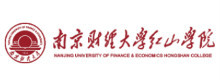 南京财经大学红山学院
NANJING UNIVERSITY OF FINANCE & ECONOMICS HONGSHAN COLLEGE